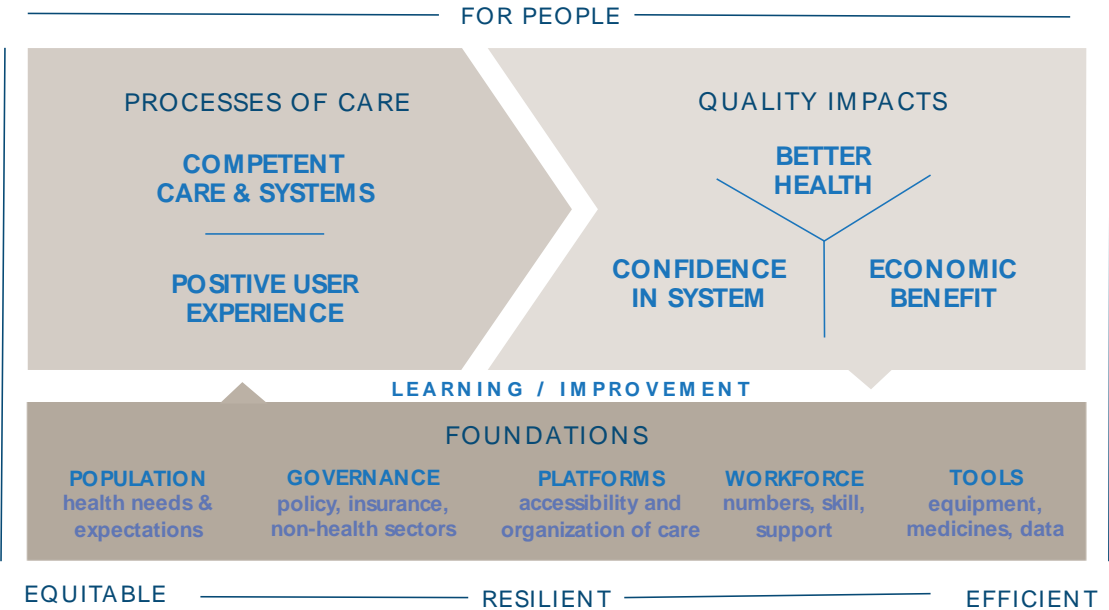 FOR PEOPLE
PROCESSES OF CARE
COMPETENT
CARE & SYSTEMS
POSITIVE USER
EXPERIENCE
QUALITY IMPACTS
BETTER
HEALTH
CONFIDENCE
IN SYSTEM
ECONOMIC
BENEFIT
LEARNING / IMPROVEMENT
FOUNDATIONS
POPULATION
health needs &
expectations
GOVERNANCE
policy, insurance,
non-health sectors
PLATFORMS
accessibility and
organization of care
WORKFORCE
numbers, skill,
support
TOOLS
equipment,
medicines, data
EQUITABLE
RESILIENT
EFFICIENT